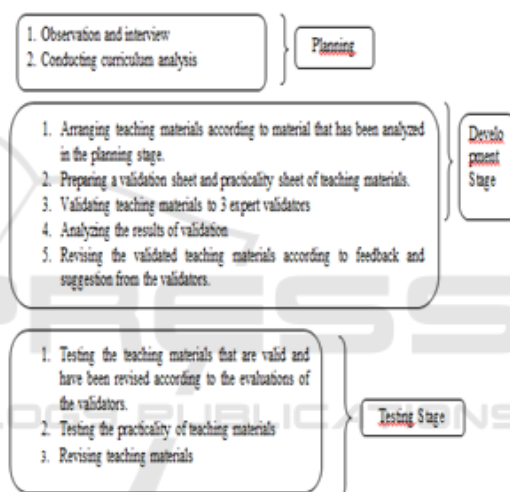 1. Observation and interview
2. Conducting curriculum analysis
Planning
1. Arranging teaching materials according to material that has been analyzed
in the planning stage.
2. Preparing a validation sheet and practicality sheet of teaching materials.
3. Validating teaching materials to 3 expert validators
4. Analyzing the results of validation
5. Revising the validated teaching materials according to feedback and
suggestion from the validators.
Develo
pment
Stage
1. Testing the teaching materials that are valid and
have been revised according to the evaluations of
the validators.
2. Testing the practicality of teaching materials
3. Revising teaching materials
Testing Stage
PRESS
PUBLICATIONS